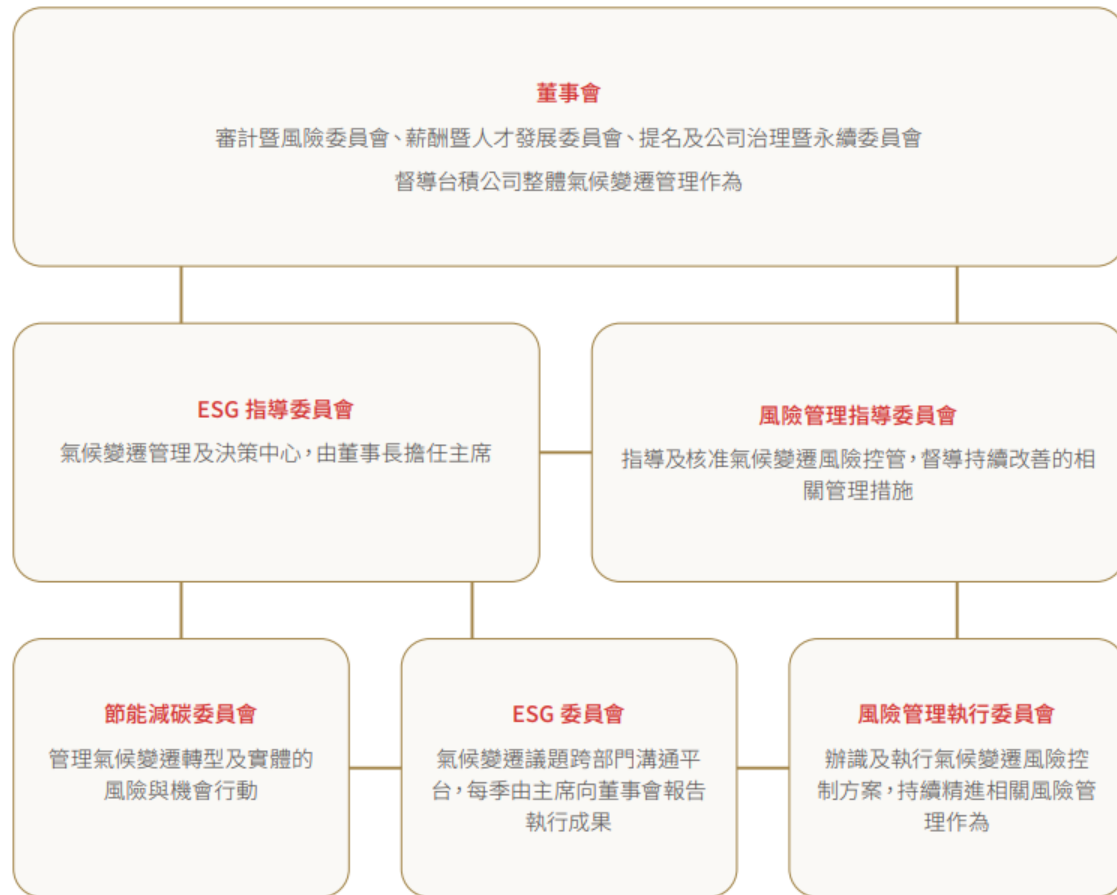 董事會
審計暨風險委員會、薪酬暨人才發展委員會、提名及公司治理暨永續委員會
督導台積公司整體氣候變遷管理作為
ESG 指導委員會
氣候變遷管理及決策中心，由董事長擔任主席
風險管理指導委員會
指導及核准氣候變遷風險控管，督導持續改善的相
關管理措施
節能減碳委員會
管理氣候變遷轉型及實體的
風險與機會行動
ESG 委員會
氣候變遷議題跨部門溝通平
台，每季由主席向董事會報告
執行成果
風險管理執行委員會
辦識及執行氣候變遷風險控
制方案，持續精進相關風險管
理作為